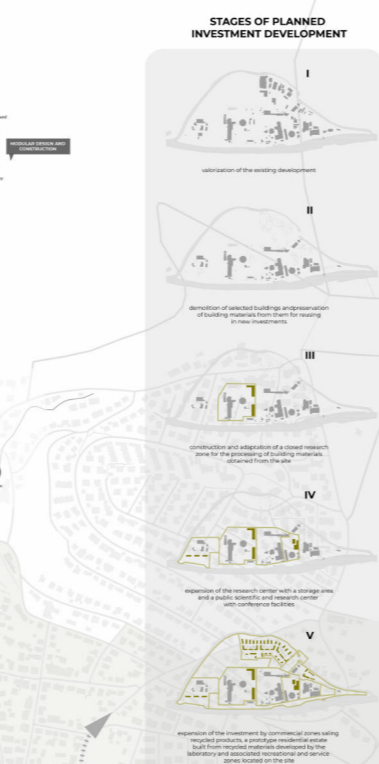 STAGES OF PLANNED
INVESTMENT DEVELOPMENT
I
valorization of the existing development
MODULAR DESIGN AND
CONSTRUCTION
II
demolition of selected buildings andpreservation
of building materials from them for reusing
in new investments
III
construction and adaptation of a closed research
zone for the processing of building materials
obtained from the site
IV
expansion of the research center with a storage area
and a public scientific and research center
with conference facilities
V
expansion of the investment by commercial zones saling
recycled products, a prototype residential estate
built from recycled materials developed by the
laboratory and associated recreational and service
zones located on the site